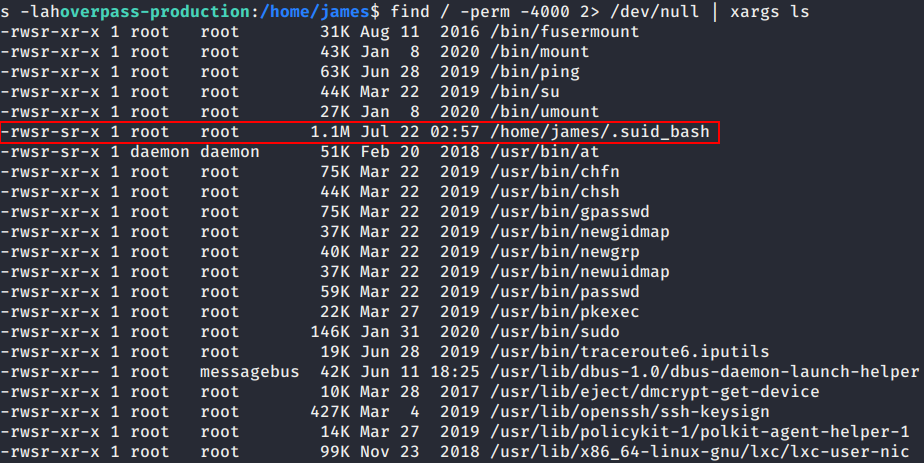 s -lahoverpass-production:/home/james$ find / -perm -4000 2> /dev/null | xargs ls
-rwsr-xr-x 1 root   root        31K Aug 11  2016 /bin/fusermount
-rwsr-xr-x 1 root   root        43K Jan  8  2020 /bin/mount
-rwsr-xr-x 1 root   root        63K Jun 28  2019 /bin/ping
-rwsr-xr-x 1 root   root        44K Mar 22  2019 /bin/su
-rwsr-xr-x 1 root   root        27K Jan  8  2020 /bin/umount
-rwsr-sr-x 1 root   root       1.1M Jul 22 02:57 /home/james/.suid_bash
-rwsr-sr-x 1 daemon daemon      51K Feb 20  2018 /usr/bin/at
-rwsr-xr-x 1 root   root        75K Mar 22  2019 /usr/bin/chfn
-rwsr-xr-x 1 root   root        44K Mar 22  2019 /usr/bin/chsh
-rwsr-xr-x 1 root   root        75K Mar 22  2019 /usr/bin/gpasswd
-rwsr-xr-x 1 root   root        37K Mar 22  2019 /usr/bin/newgidmap
-rwsr-xr-x 1 root   root        40K Mar 22  2019 /usr/bin/newgrp
-rwsr-xr-x 1 root   root        37K Mar 22  2019 /usr/bin/newuidmap
-rwsr-xr-x 1 root   root        59K Mar 22  2019 /usr/bin/passwd
-rwsr-xr-x 1 root   root        22K Mar 27  2019 /usr/bin/pkexec
-rwsr-xr-x 1 root   root       146K Jan 31  2020 /usr/bin/sudo
-rwsr-xr-x 1 root   root        19K Jun 28  2019 /usr/bin/traceroute6.iputils
-rwsr-xr-- 1 root   messagebus  42K Jun 11 18:25 /usr/lib/dbus-1.0/dbus-daemon-launch-helper
-rwsr-xr-x 1 root   root        10K Mar 28  2017 /usr/lib/eject/dmcrypt-get-device
-rwsr-xr-x 1 root   root       427K Mar  4  2019 /usr/lib/openssh/ssh-keysign
-rwsr-xr-x 1 root   root        14K Mar 27  2019 /usr/lib/policykit-1/polkit-agent-helper-1
-rwsr-xr-x 1 root   root        99K Nov 23  2018 /usr/lib/x86_64-linux-gnu/lxc/lxc-user-nic